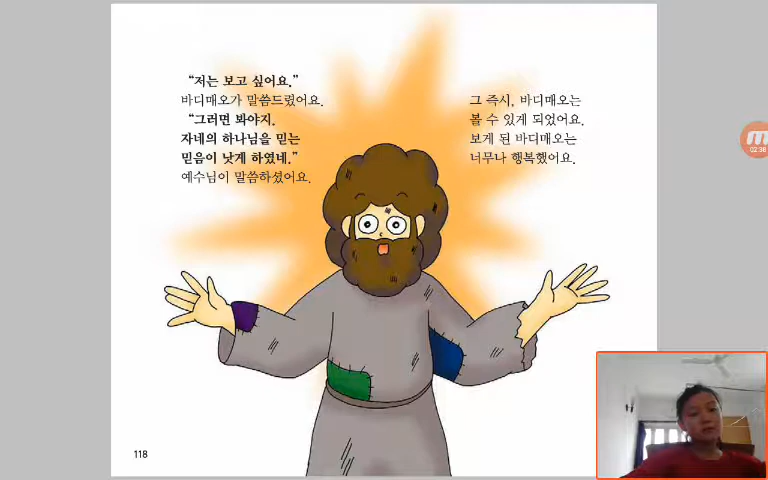 “저는 보고 싶어요.”
바디매오가 말씀드렸어요.
“그러면 봐야지.
자네의 하나님을 믿는
믿음이 낫게 하였네.”
예수님이 말씀하셨어요.
그 즉시, 바디매오는
볼 수 있게 되었어요.
보게 된 바디매오는
너무나 행복했어요.
118
02:38